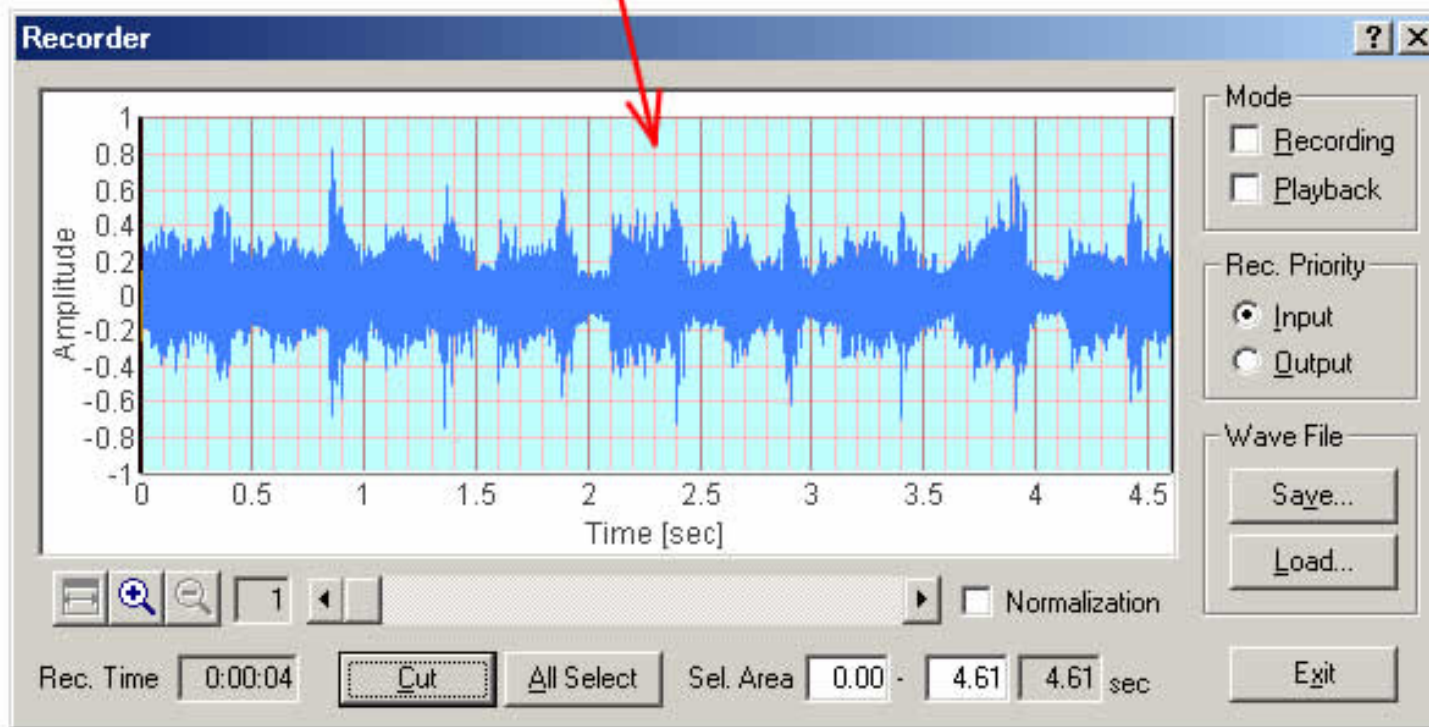 Recorder
Mode
Recording
Playback
Rec. Priority
Input
Output
Wave File
Save...
Load...
Exit
Amplitude
1
0.8
0.6
0.4
0.2
0
-0.2
-0.4
-0.6
-0.8
-1
0 0.5 1 1.5 2 2.5 3 3.5 4 4.5
Time [sec]
1
Normalization
Rec. Time 0:00:04 Cut All Select Sel. Area 0.00 - 4.61 4.61 sec